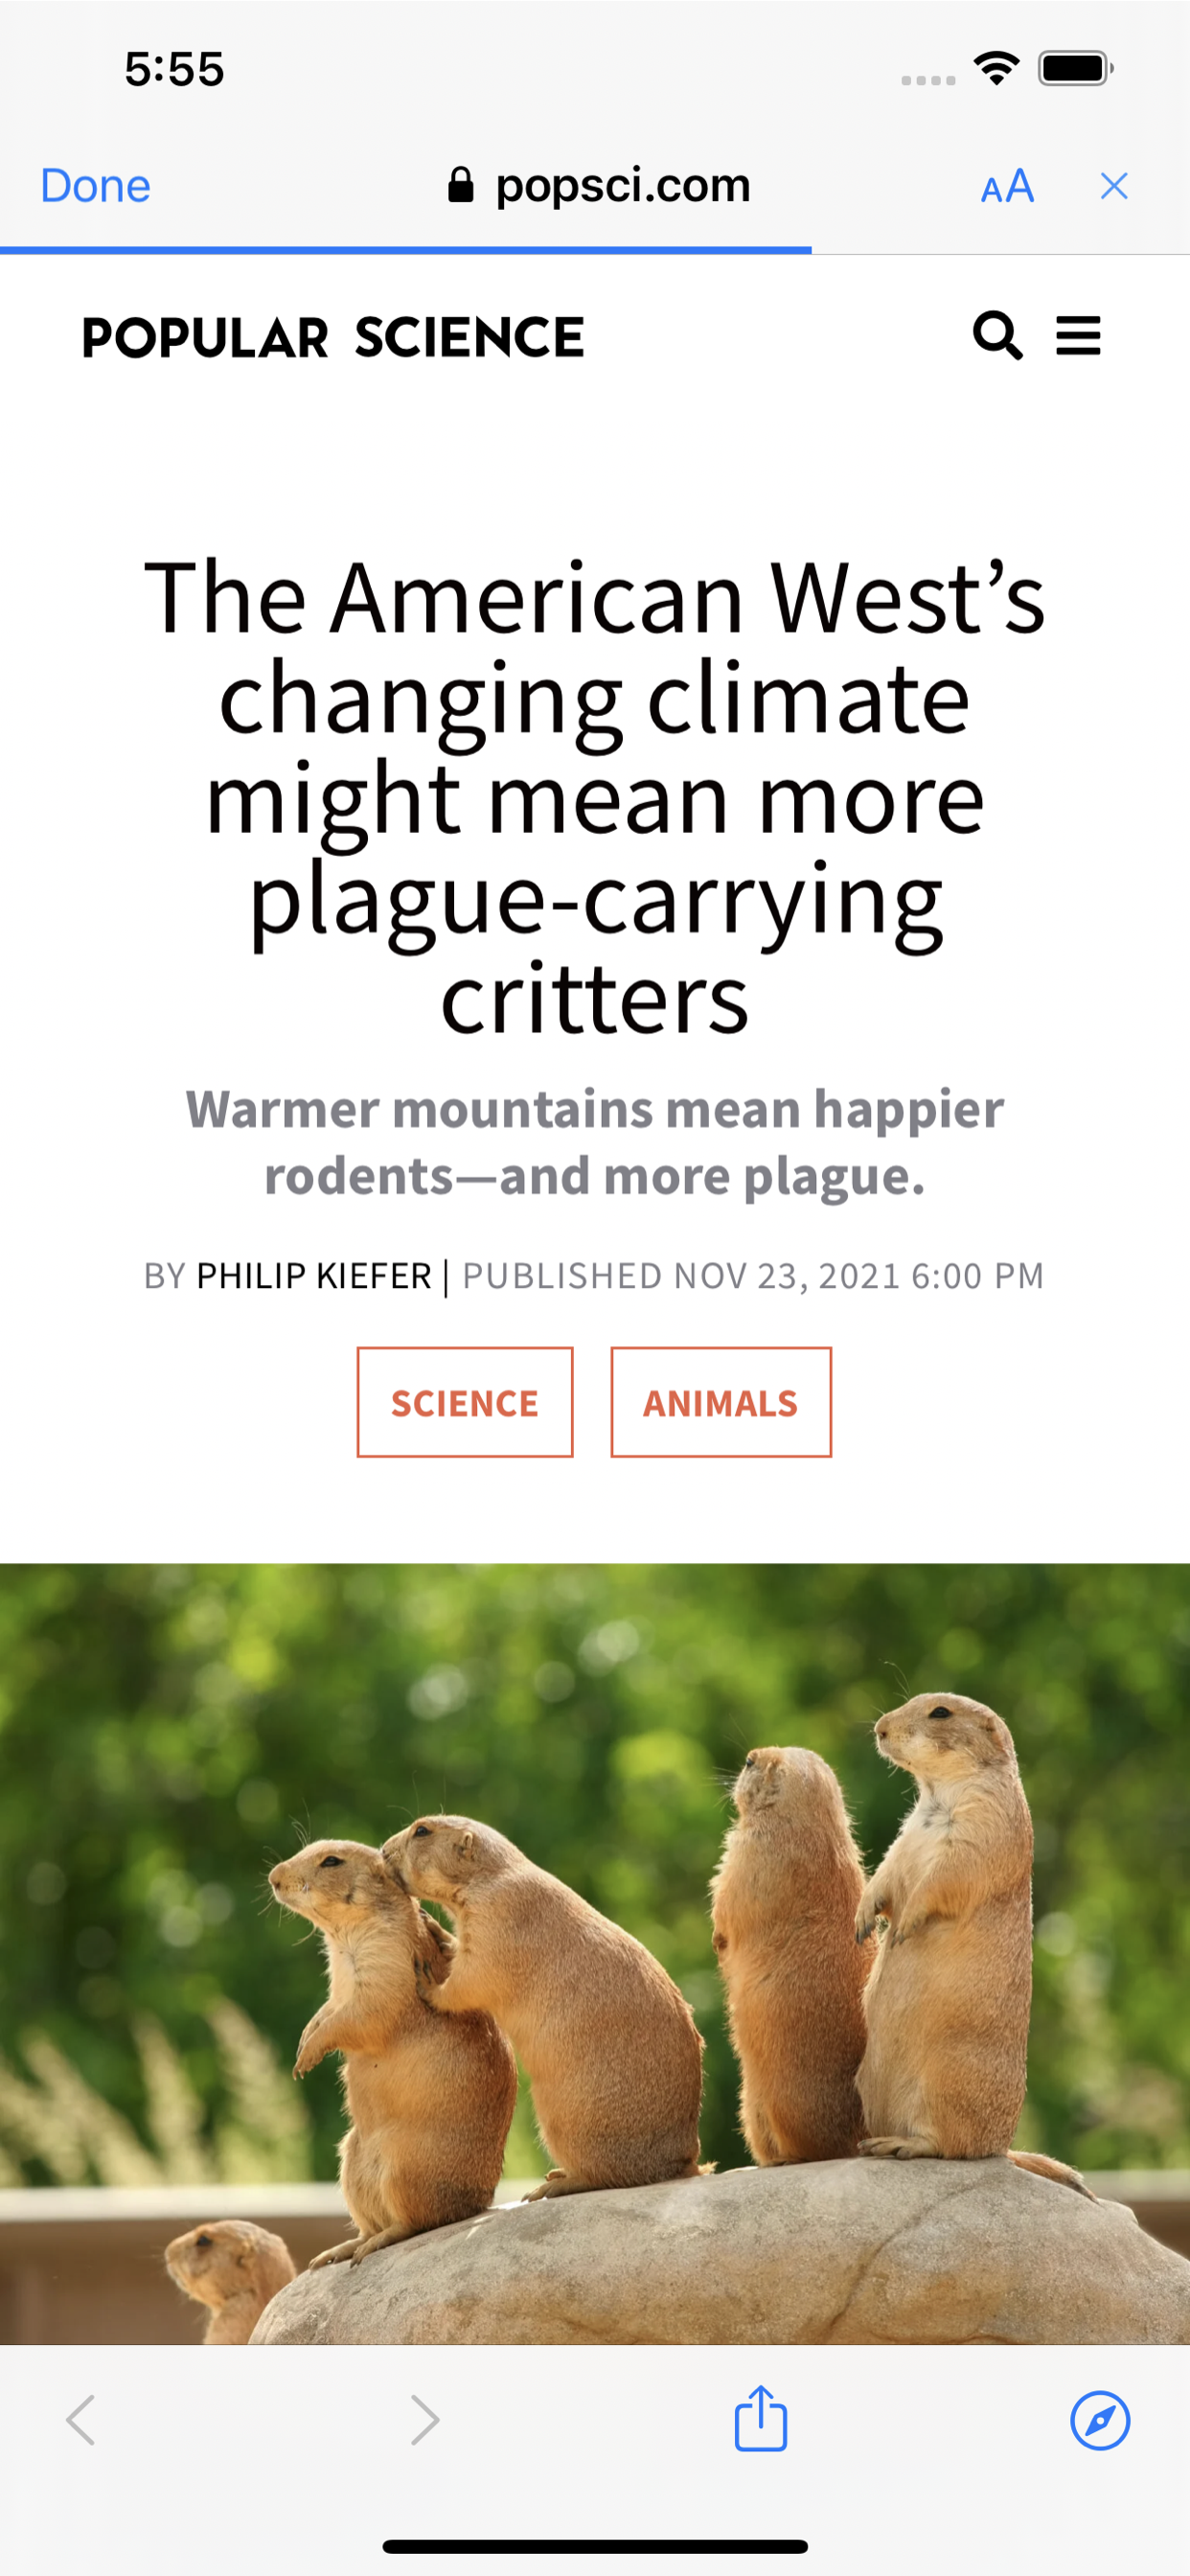 5:55
Done
popsci.com
AA
POPULAR SCIENCE
The American West’s
changing climate
might mean more
plague-carrying
critters
Warmer mountains mean happier
rodents—and more plague.
BY PHILIP KIEFER | PUBLISHED NOV 23, 2021 6:00 PM
SCIENCE
ANIMALS